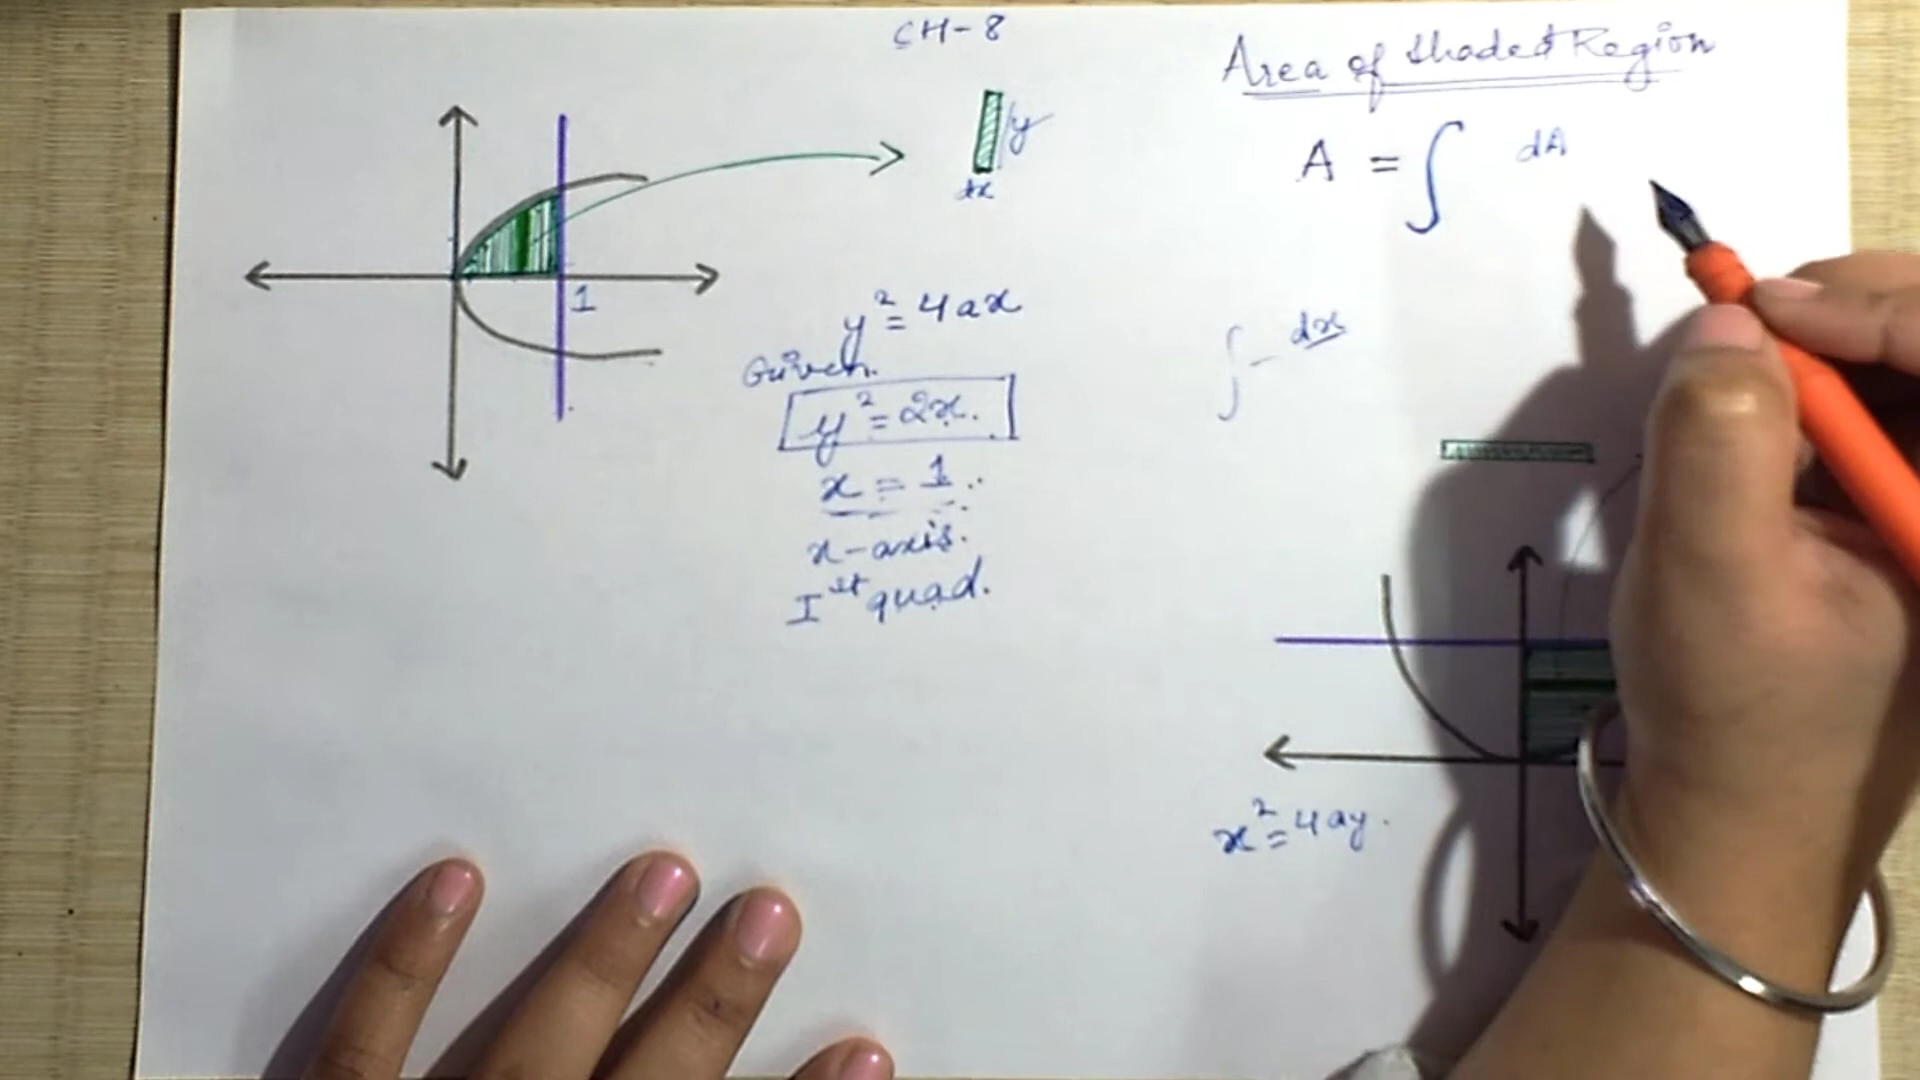 CH-8
Area of shaded Region
A = ∫ dA
y
dx
1
y² = 4ax
Given
y² = 2x.
x = 1.
x-axis.
Iˢᵗ quad.
∫ - dx
x² = 4ay.